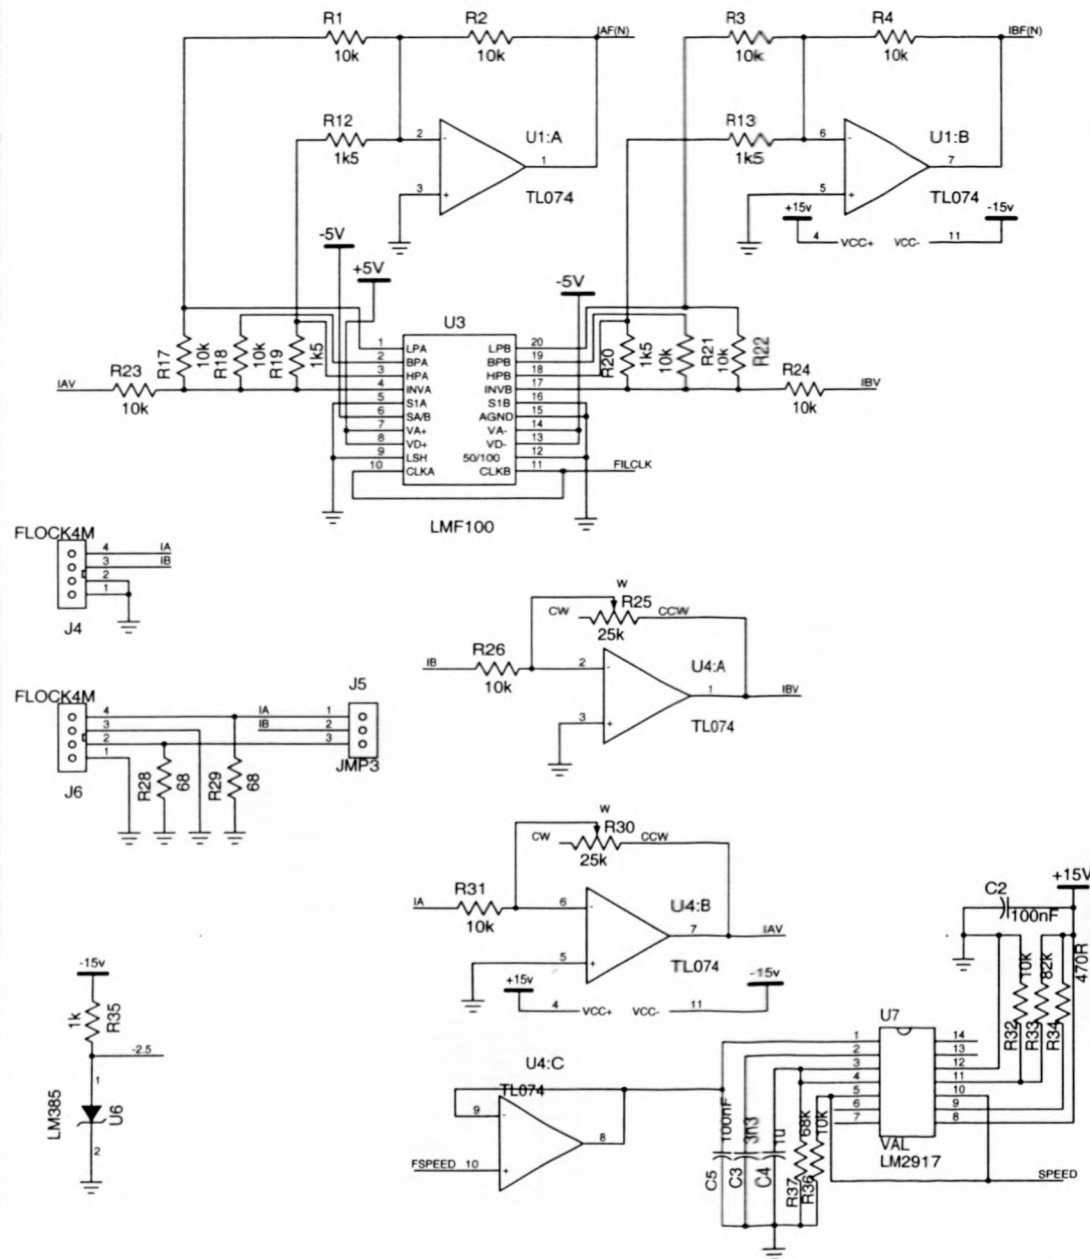 R1
10k
R2
10k
IAF(N)
R3
10k
R4
10k
IBF(N)
R12
1k5
2
-
3
+
1
U1:A
TL074
R13
1k5
6
-
5
+
7
U1:B
TL074
+15v
-15v
4
VCC+
VCC-
11
-5V
+5V
-5V
U3
R17
10k
R18
10k
R19
1k5
R20
1k5
10k
R21
10k
R22
IAV
R23
10k
R24
10k
IBV
1
LPA
LPB
20
2
BPA
BPB
19
3
HPA
HPB
18
4
INVA
INVB
17
5
S1A
S1B
16
6
SA/B
AGND
15
7
VA+
VA-
14
8
VD+
VD-
13
9
LSH
50/100
12
10
CLKA
CLKB
11
FILCLK
LMF100
FLOCK4M
4
IA
3
IB
2
1
J4
FLOCK4M
4
IA
3
IB
2
1
J6
R28
68
R29
68
J5
1
2
3
JMP3
W
CW
R25
CCW
25k
IB
R26
10k
2
-
3
+
1
U4:A
TL074
IBV
W
CW
R30
CCW
25k
IA
R31
10k
6
-
5
+
7
U4:B
TL074
IAV
+15v
-15v
4
VCC+
VCC-
11
-15v
1k
R35
-2.5
1
LM385
U6
2
U4:C
TL074
9
-
FSPEED
10
+
8
C5
100nF
C3
3n3
C4
1u
R37
68k
R36
10k
+15V
C2
100nF
R32
10k
R33
82k
R34
470R
U7
1
14
2
13
3
12
4
11
5
10
6
9
7
8
VAL
LM2917
SPEED